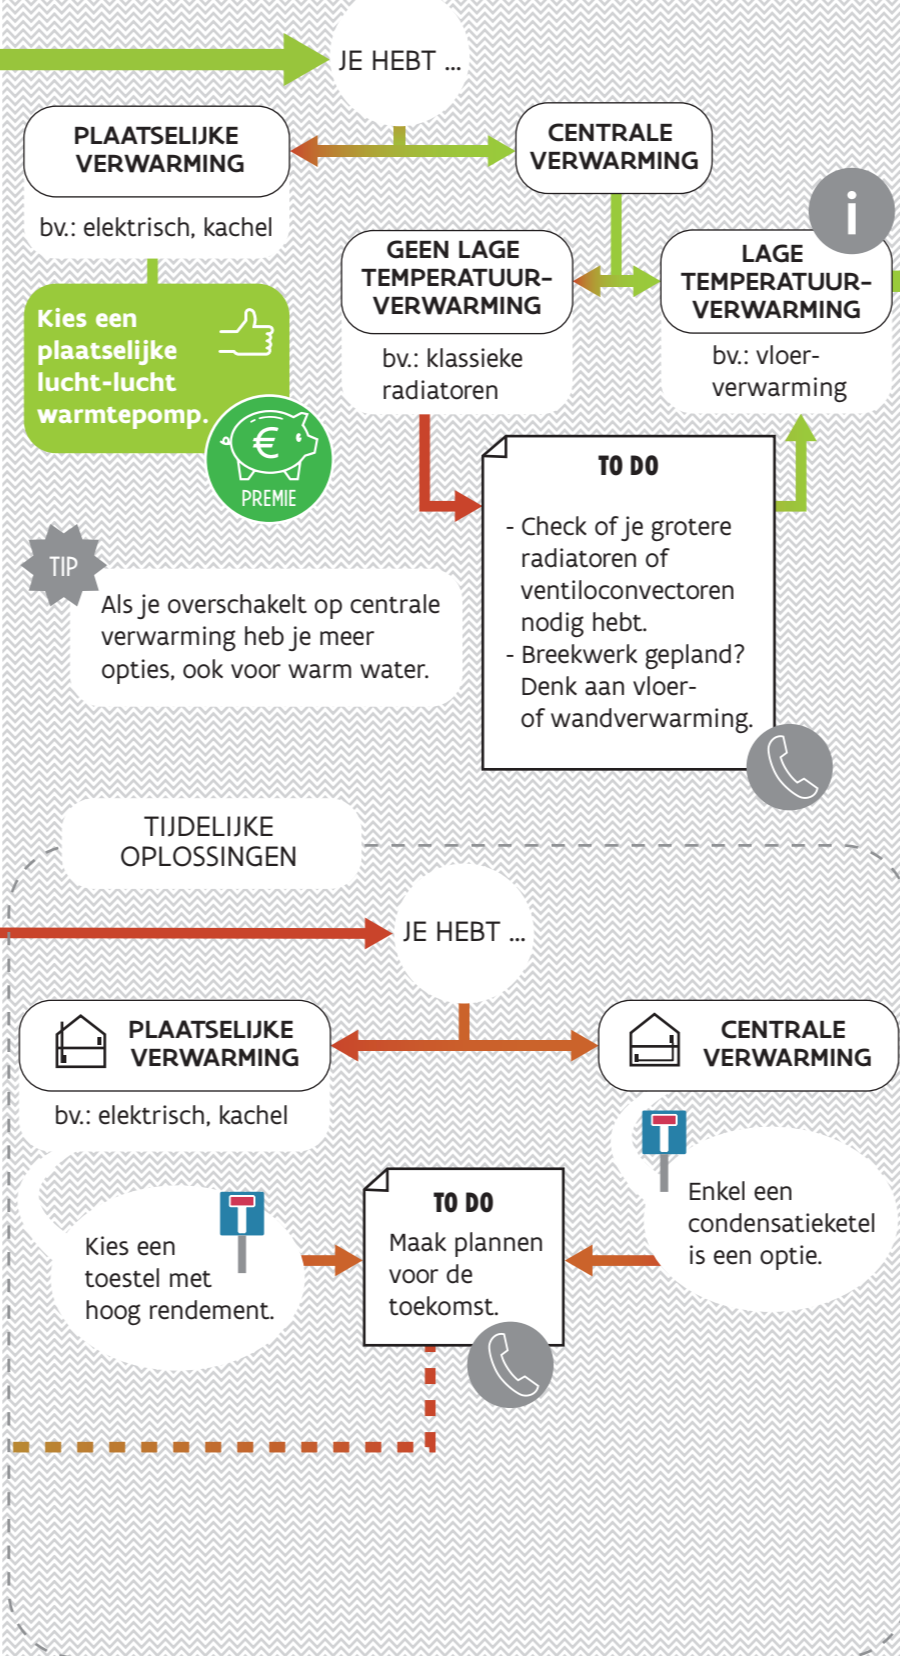 JE HEBT ...
PLAATSELIJKE
VERWARMING
bv.: elektrisch, kachel
Kies een
plaatselijke
lucht-lucht
warmtepomp.
€
PREMIE
CENTRALE
VERWARMING
GEEN LAGE
TEMPERATUUR-
VERWARMING
bv.: klassieke
radiatoren
i
LAGE
TEMPERATUUR-
VERWARMING
bv.: vloer-
verwarming
TO DO
- Check of je grotere
radiatoren of
ventiloconvectoren
nodig hebt.
- Breekwerk gepland?
Denk aan vloer-
of wandverwarming.
TIP
Als je overschakelt op centrale
verwarming heb je meer
opties, ook voor warm water.
TIJDELIJKE
OPLOSSINGEN
JE HEBT ...
PLAATSELIJKE
VERWARMING
bv.: elektrisch, kachel
Kies een
toestel met
hoog rendement.
CENTRALE
VERWARMING
Enkel een
condensatieketel
is een optie.
TO DO
Maak plannen
voor de
toekomst.